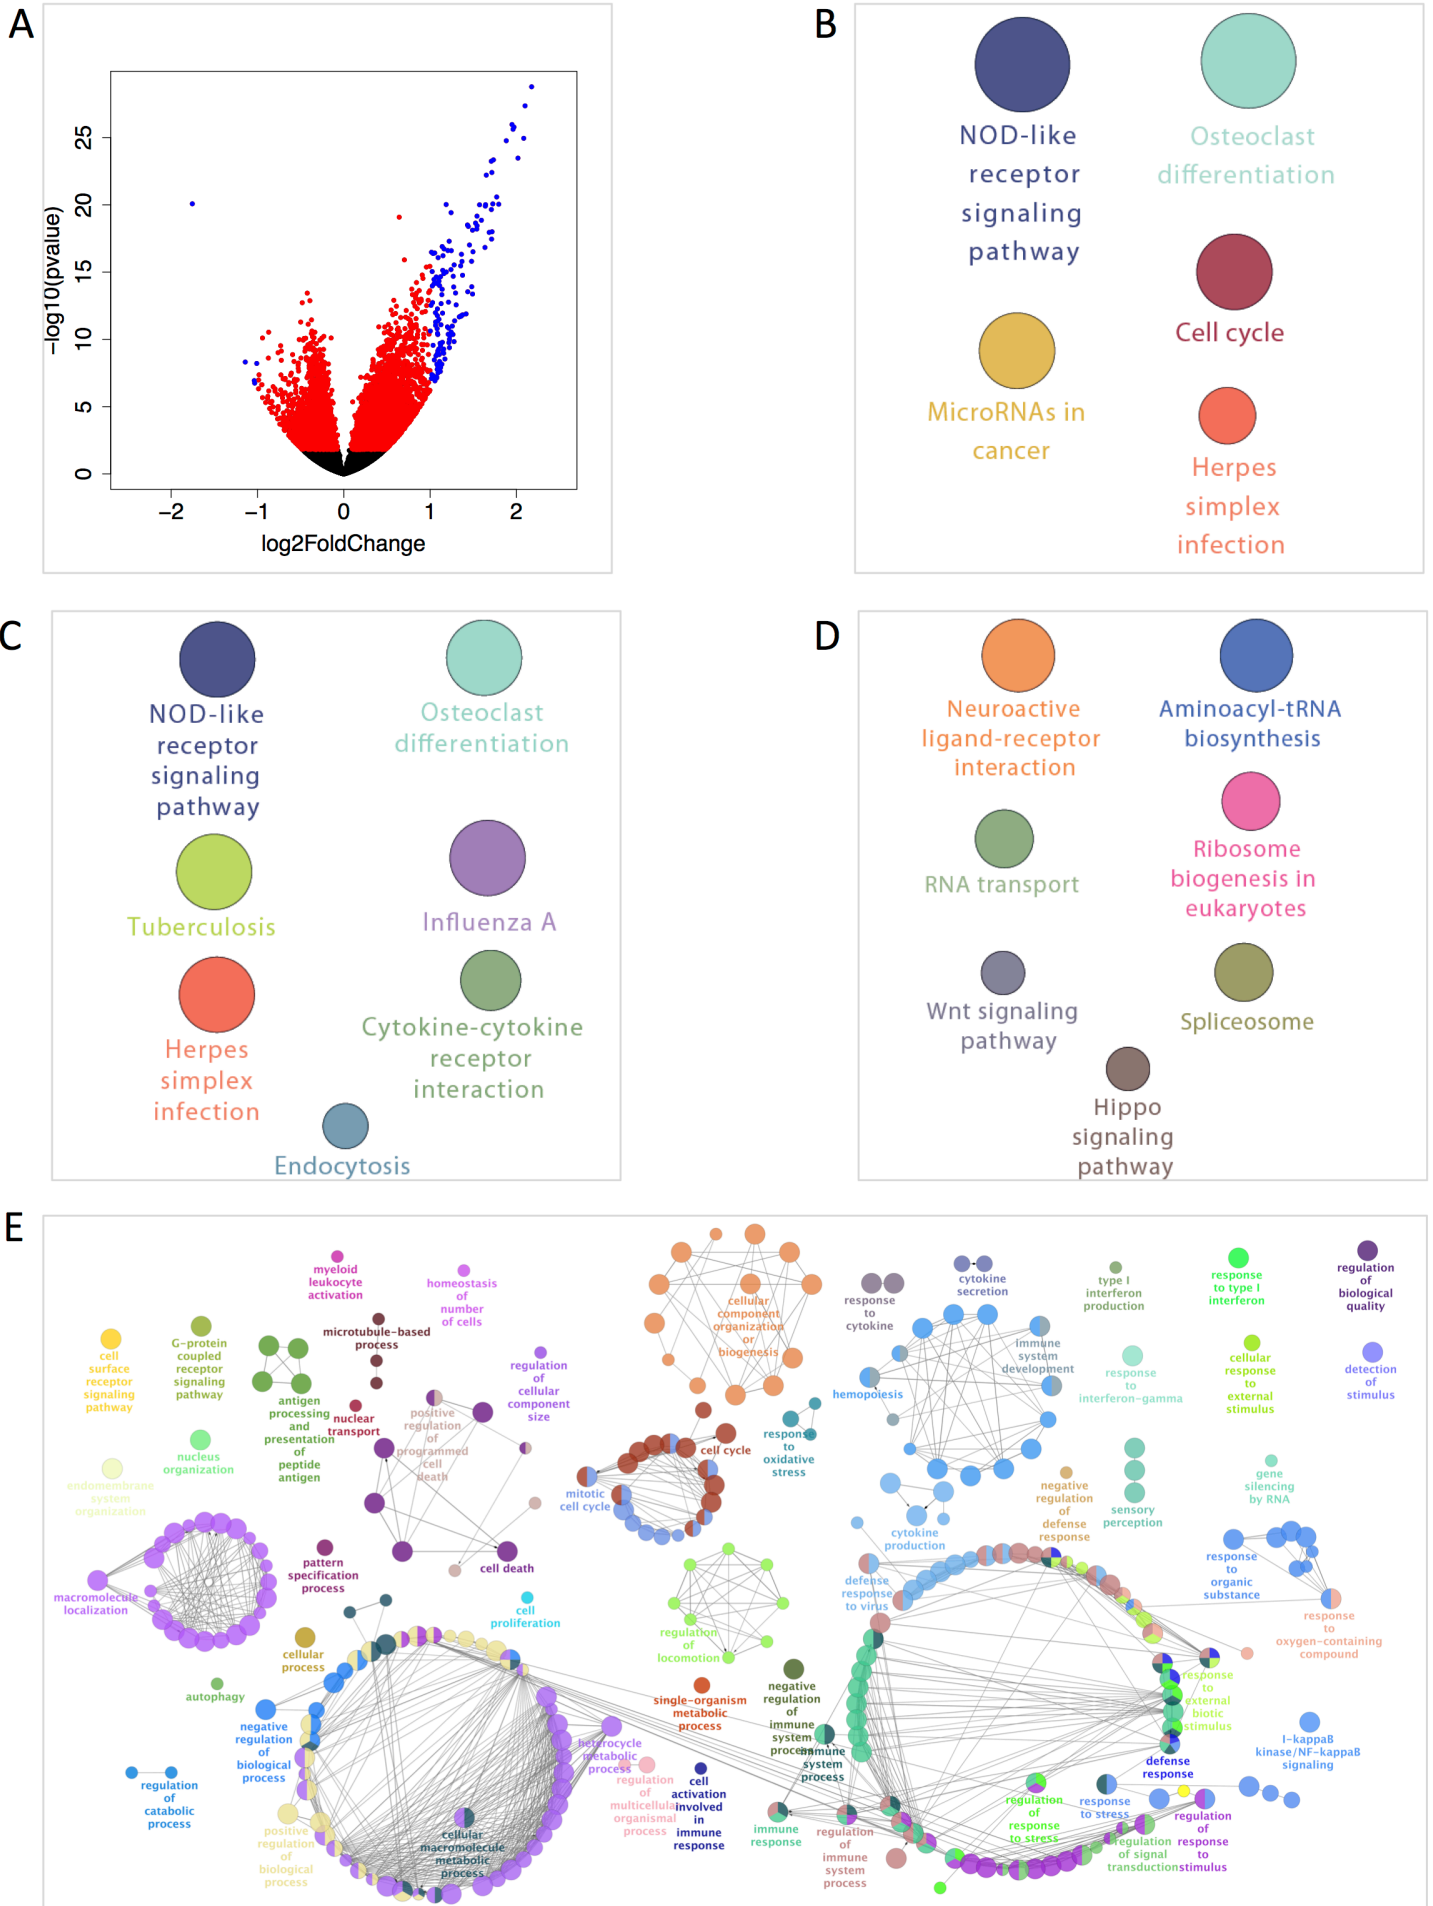 A
−log10(pvalue)
25
20
15
10
5
0
−2 −1 0 1 2
log2FoldChange
B
NOD-like
receptor
signaling
pathway
Osteoclast
differentiation
Cell cycle
MicroRNAs in
cancer
Herpes
simplex
infection
C
NOD-like
receptor
signaling
pathway
Osteoclast
differentiation
Tuberculosis
Influenza A
Herpes
simplex
infection
Cytokine-cytokine
receptor
interaction
Endocytosis
D
Neuroactive
ligand-receptor
interaction
Aminoacyl-tRNA
biosynthesis
RNA transport
Ribosome
biogenesis in
eukaryotes
Wnt signaling
pathway
Spliceosome
Hippo
signaling
pathway
E
myeloid
leukocyte
activation
homeostasis
of
number
of cells
microtubule-based
process
cell
surface
receptor
signaling
pathway
G-protein
coupled
receptor
signaling
pathway
antigen
processing
and
presentation
of
peptide
antigen
nuclear
transport
positive
regulation
of
programmed
cell
death
regulation
of
cellular
component
size
nucleus
organization
endomembrane
system
organization
cellular
component
organization
or
biogenesis
response
to
cytokine
cytokine
secretion
type I
interferon
production
response
to type I
interferon
regulation
of
biological
quality
immune
system
development
hemopoiesis
response
to
interferon-gamma
cellular
response
to
external
stimulus
detection
of
stimulus
cell cycle
mitotic
cell cycle
response
to
oxidative
stress
cytokine
production
negative
regulation
of
defense
response
sensory
perception
gene
silencing
by RNA
macromolecule
localization
pattern
specification
process
cell death
cell
proliferation
regulation
of
locomotion
defense
response
to virus
response
to
organic
substance
response
to
oxygen-containing
compound
cellular
process
autophagy
negative
regulation
of
biological
process
regulation
of
catabolic
process
positive
regulation
of
biological
process
cellular
macromolecule
metabolic
process
heterocycle
metabolic
process
regulation
of
multicellular
organismal
process
single-organism
metabolic
process
cell
activation
involved
in
immune
response
negative
regulation
of
immune
system
process
immune
system
process
immune
response
regulation
of
immune
system
process
response
to
external
biotic
stimulus
defense
response
regulation
of
response
to stress
response
to stress
regulation
of signal
transduction
regulation
of
response
to
stimulus
I-kappaB
kinase/NF-kappaB
signaling